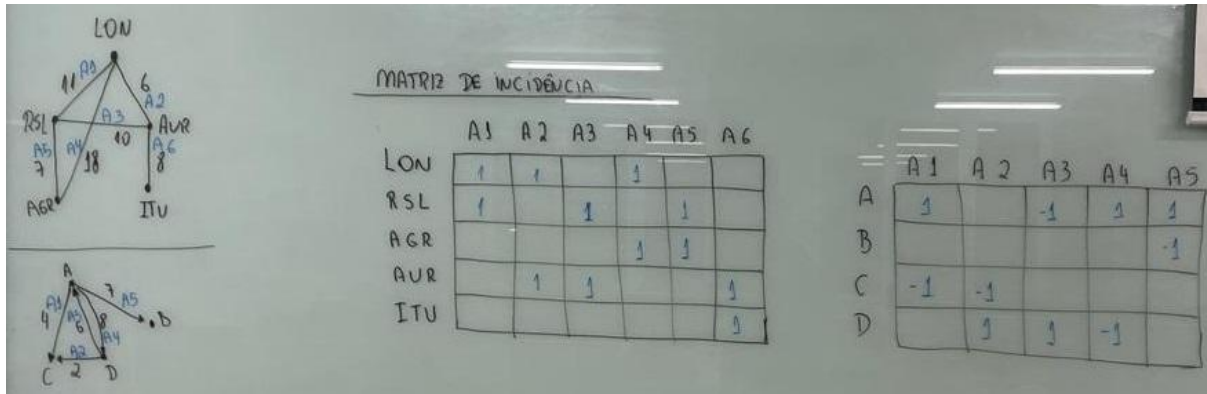 LON
11 A1 6 A2
RSL A3 10 AUR
A5 7 A4 18 A6 8
AGR ITU
A 7 A5 B
A1 4 A5 6 8 A4
A2
C 2 D
MATRIZ DE INCIDÊNCIA
A1 A2 A3 A4 A5 A6
LON 1 1 1
RSL 1 1 1
AGR 1 1
AUR 1 1 1
ITU 1
A1 A2 A3 A4 A5
A 1 -1 1 1
B -1
C -1 -1
D 1 1 -1